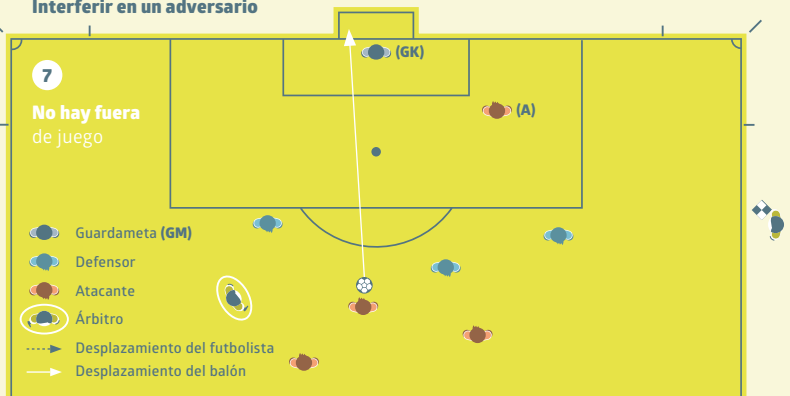 Interferir en un adversario
(GK)
7
(A)
No hay fuera
de juego
Guardameta (GM)
Defensor
Atacante
Árbitro
Desplazamiento del futbolista
Desplazamiento del balón